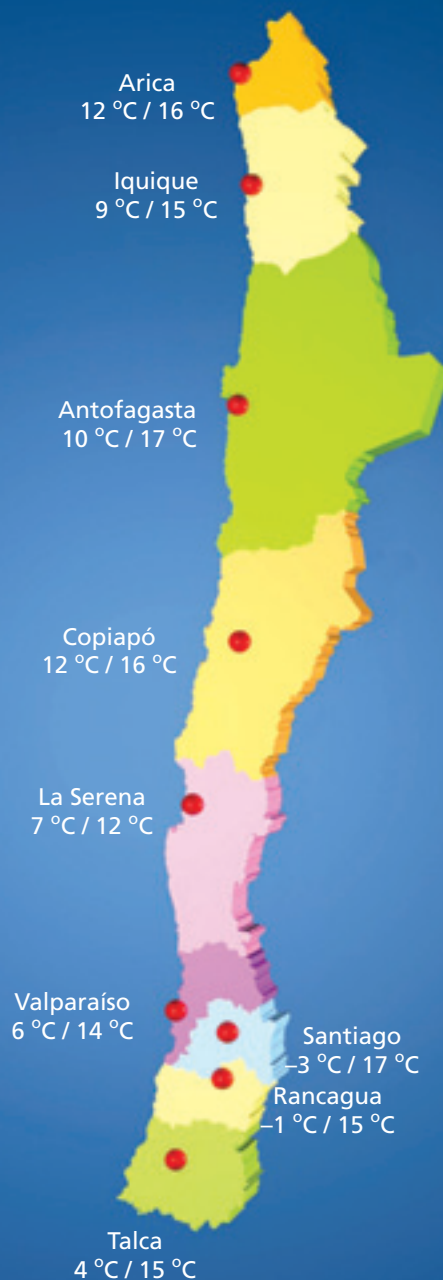 Arica
12 °C / 16 °C
Iquique
9 °C / 15 °C
Antofagasta
10 °C / 17 °C
Copiapó
12 °C / 16 °C
La Serena
7 °C / 12 °C
Valparaíso
6 °C / 14 °C
Santiago
–3 °C / 17 °C
Rancagua
–1 °C / 15 °C
Talca
4 °C / 15 °C